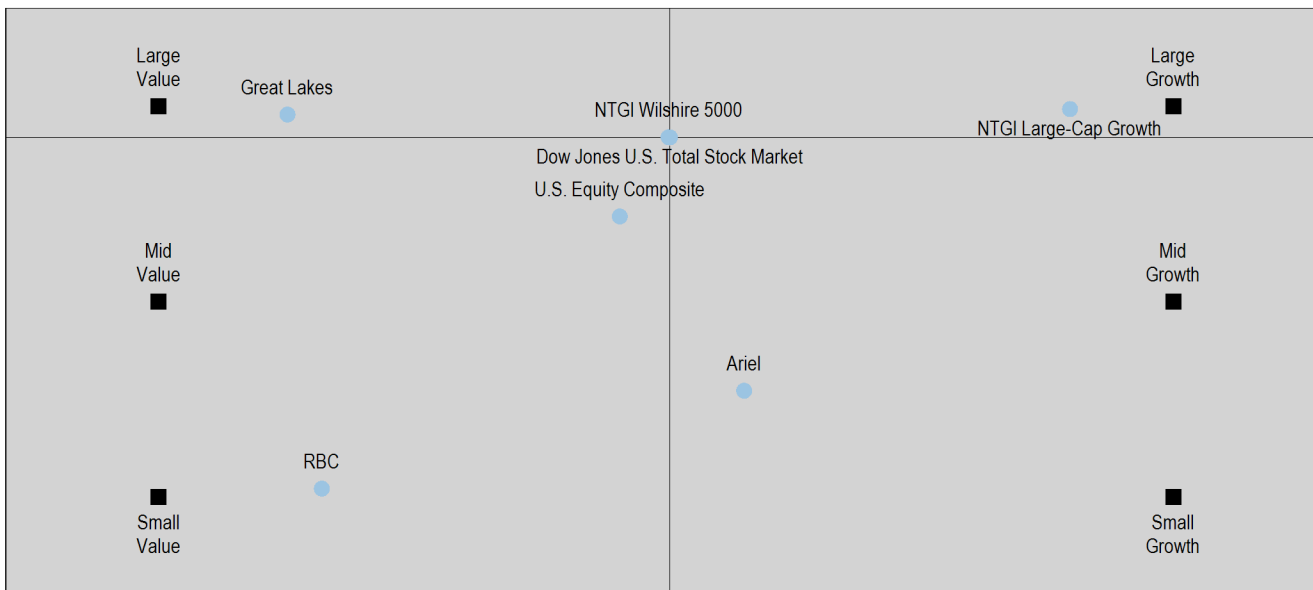 Large
Value
Great Lakes
NTGI Wilshire 5000
Large
Growth
NTGI Large-Cap Growth
Dow Jones U.S. Total Stock Market
U.S. Equity Composite
Mid
Value
Mid
Growth
Ariel
RBC
Small
Value
Small
Growth